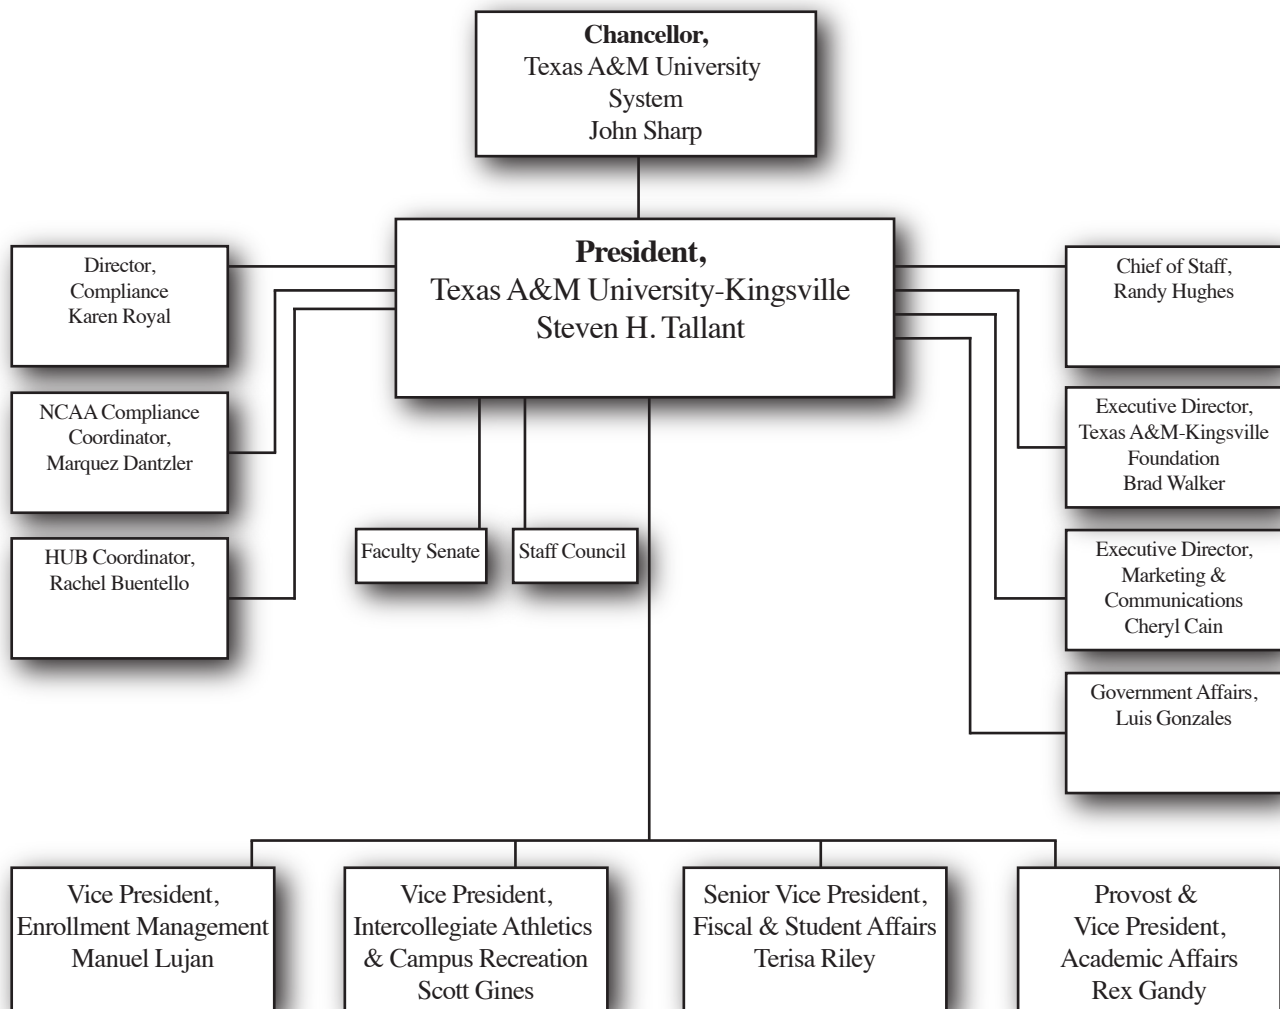 Chancellor,
Texas A&M University
System
John Sharp
President,
Texas A&M University-Kingsville
Steven H. Tallant
Director,
Compliance
Karen Royal
NCAA Compliance
Coordinator,
Marquez Dantzler
HUB Coordinator,
Rachel Buentello
Faculty Senate
Staff Council
Chief of Staff,
Randy Hughes
Executive Director,
Texas A&M-Kingsville
Foundation
Brad Walker
Executive Director,
Marketing &
Communications
Cheryl Cain
Government Affairs,
Luis Gonzales
Vice President,
Enrollment Management
Manuel Lujan
Vice President,
Intercollegiate Athletics
& Campus Recreation
Scott Gines
Senior Vice President,
Fiscal & Student Affairs
Terisa Riley
Provost &
Vice President,
Academic Affairs
Rex Gandy